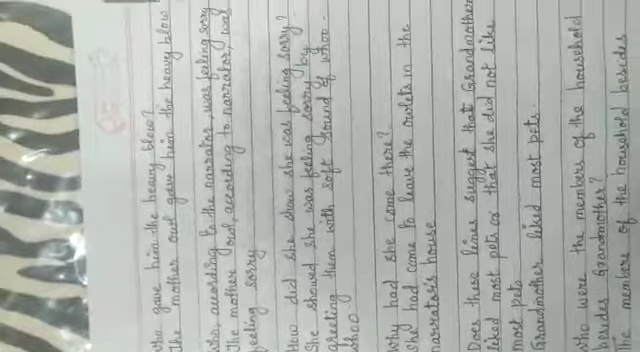 who gave him the heavy blow?
The mother owl gave him the heavy blow
who, according to the narrator, was feeling sorry
The mother owl, according to narrator, was
feeling sorry
How did she show she was feeling sorry?
She showed she was feeling sorry by
greeting them with soft sound of whoo-
whoo
Why had she come there?
She had come to leave the owlets in the
narrator's house
Does these lines suggest that Grandmother
liked most pets or that she did not like
most pets
Grandmother liked most pets.
who were the members of the household
besides Grandmother?
The members of the household besides